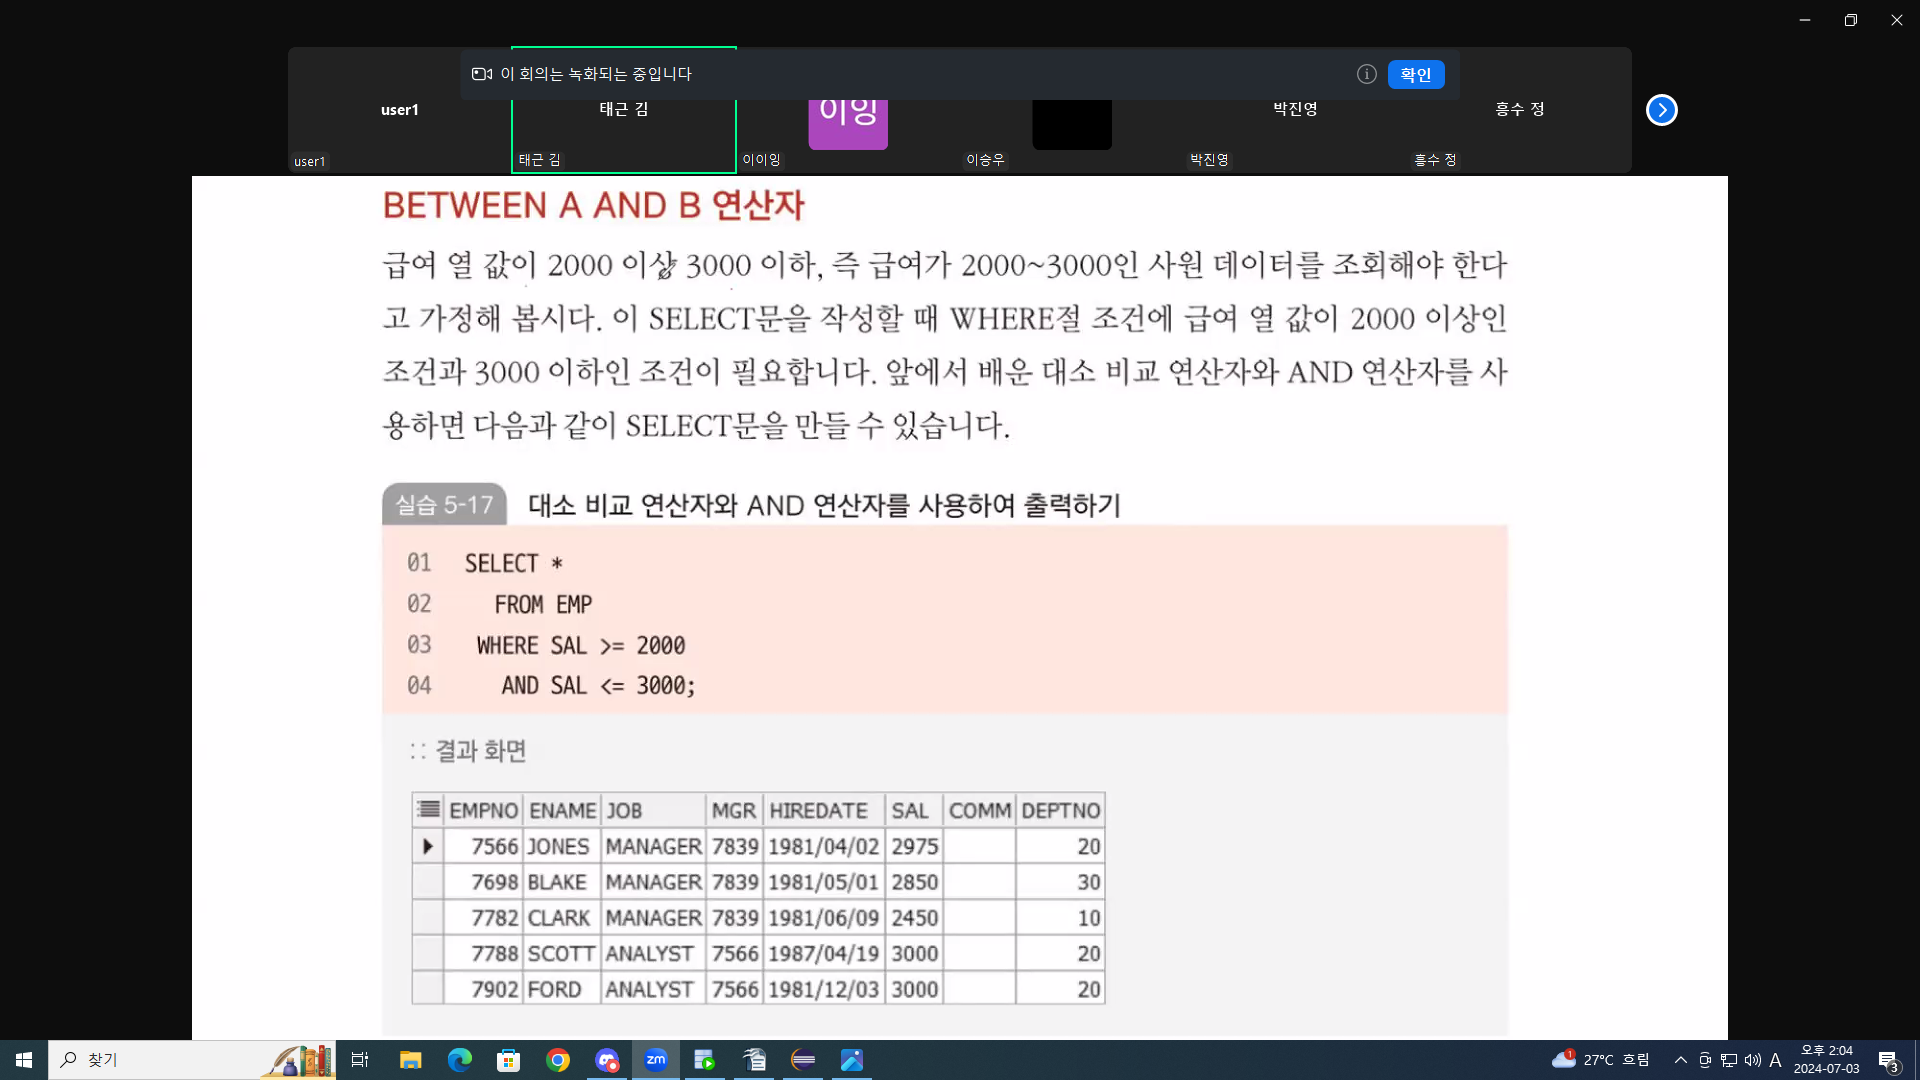 이 회의는 녹화되는 중입니다
확인
user1
태근 김
이잉
박진영
흥수 정
user1
태근 김
이이잉
이승우
박진영
흥수 정
BETWEEN A AND B 연산자
급여 열 값이 2000 이상 3000 이하, 즉 급여가 2000~3000인 사원 데이터를 조회해야 한다
고 가정해 봅시다. 이 SELECT문을 작성할 때 WHERE절 조건에 급여 열 값이 2000 이상인
조건과 3000 이하인 조건이 필요합니다. 앞에서 배운 대소 비교 연산자와 AND 연산자를 사
용하면 다음과 같이 SELECT문을 만들 수 있습니다.
실습 5-17 대소 비교 연산자와 AND 연산자를 사용하여 출력하기
01 SELECT *
02 FROM EMP
03 WHERE SAL >= 2000
04 AND SAL <= 3000;
:: 결과 화면
EMPNO ENAME JOB MGR HIREDATE SAL COMM DEPTNO
7566 JONES MANAGER 7839 1981/04/02 2975 20
7698 BLAKE MANAGER 7839 1981/05/01 2850 30
7782 CLARK MANAGER 7839 1981/06/09 2450 10
7788 SCOTT ANALYST 7566 1987/04/19 3000 20
7902 FORD ANALYST 7566 1981/12/03 3000 20
찾기
zm
1
27°C 흐림
A
오후 2:04
2024-07-03
3